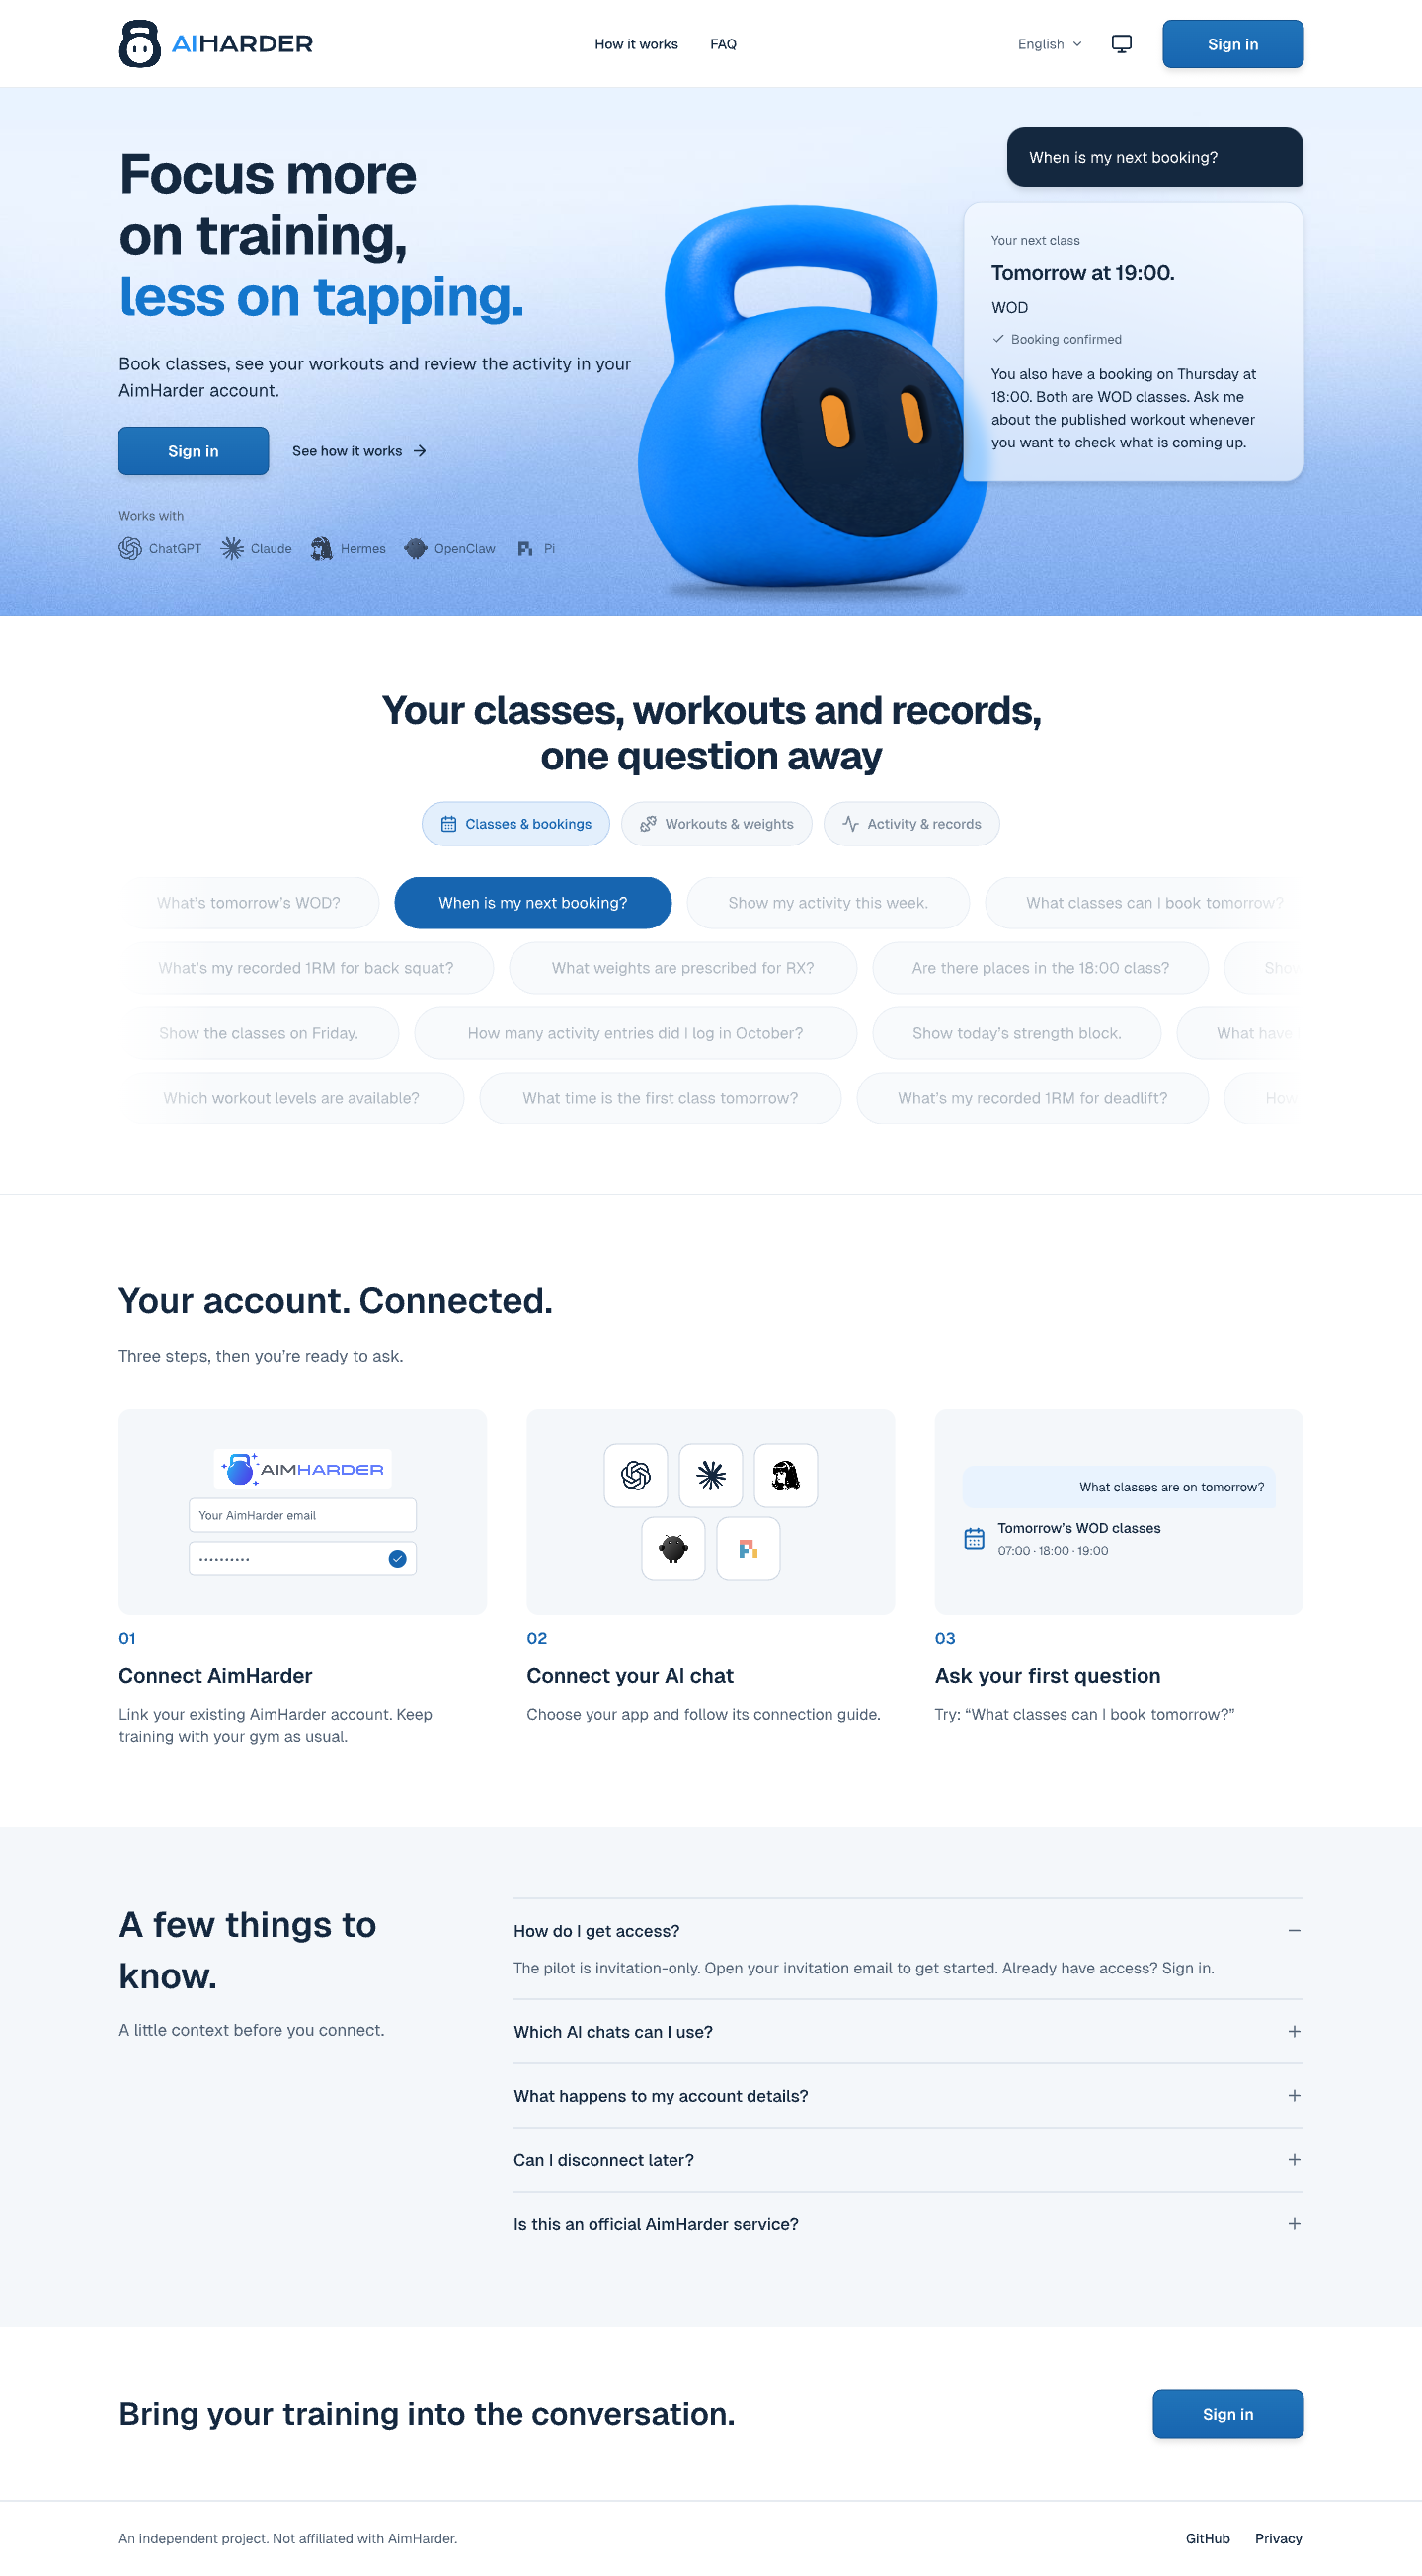 AIHARDER
How it works
FAQ
English
Sign in
Focus more
on training,
less on tapping.
Book classes, see your workouts and review the activity in your
AimHarder account.
Sign in
See how it works
Works with
ChatGPT
Claude
Hermes
OpenClaw
Pi
When is my next booking?
Your next class
Tomorrow at 19:00.
WOD
Booking confirmed
You also have a booking on Thursday at
18:00. Both are WOD classes. Ask me
about the published workout whenever
you want to check what is coming up.
Your classes, workouts and records,
one question away
Classes & bookings
Workouts & weights
Activity & records
What's tomorrow's WOD?
When is my next booking?
Show my activity this week.
What classes can I book tomorrow?
What's my recorded 1RM for back squat?
What weights are prescribed for RX?
Are there places in the 18:00 class?
Show the classes on Friday.
How many activity entries did I log in October?
Show today's strength block.
What have
Which workout levels are available?
What time is the first class tomorrow?
What's my recorded 1RM for deadlift?
How
Your account. Connected.
Three steps, then you're ready to ask.
AIMHARDER
Your AimHarder email
What classes are on tomorrow?
Tomorrow's WOD classes
07:00 · 18:00 · 19:00
01
Connect AimHarder
Link your existing AimHarder account. Keep
training with your gym as usual.
02
Connect your AI chat
Choose your app and follow its connection guide.
03
Ask your first question
Try: “What classes can I book tomorrow?”
A few things to
know.
A little context before you connect.
How do I get access?
The pilot is invitation-only. Open your invitation email to get started. Already have access? Sign in.
Which AI chats can I use?
What happens to my account details?
Can I disconnect later?
Is this an official AimHarder service?
Bring your training into the conversation.
Sign in
An independent project. Not affiliated with AimHarder.
GitHub
Privacy